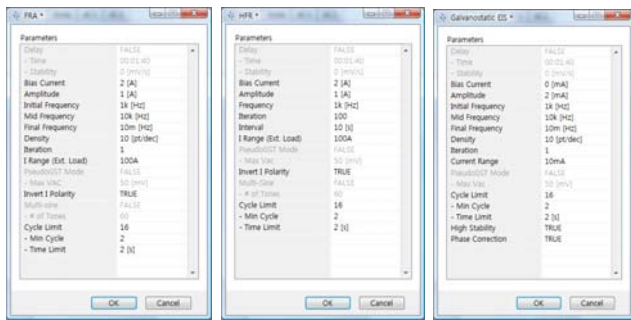 FRA *
Parameters
Delay FALSE
- Time 00:01:40
- Stability 0 [mV/s]
Bias Current 2 [A]
Amplitude 1 [A]
Initial Frequency 1k [Hz]
Mid Frequency 10k [Hz]
Final Frequency 10m [Hz]
Density 10 [pt/dec]
Iteration 1
I Range (Ext. Load) 100A
PseudoGST Mode FALSE
- Max VAC 50 [mV]
Invert I Polarity TRUE
Multi-sine FALSE
- # of Tones 60
Cycle Limit 16
- Min Cycle 2
- Time Limit 2 [s]
OK Cancel
HFR *
Parameters
Delay FALSE
- Time 00:01:40
- Stability 0 [mV/s]
Bias Current 2 [A]
Amplitude 1 [A]
Frequency 1k [Hz]
Iteration 100
Interval 10 [s]
I Range (Ext. Load) 100A
PseudoGST Mode FALSE
- Max Vac 50 [mV]
Invert I Polarity TRUE
Multi-Sine FALSE
- # of Tones 60
Cycle Limit 16
- Min Cycle 2
- Time Limit 2 [s]
OK Cancel
Galvanostatic EIS *
Parameters
Delay FALSE
- Time 00:01:40
- Stability 0 [mV/s]
Bias Current 0 [mA]
Amplitude 2 [mA]
Initial Frequency 1k [Hz]
Mid Frequency 10k [Hz]
Final Frequency 10m [Hz]
Density 10 [pt/dec]
Iteration 1
Current Range 10mA
PseudoGST Mode FALSE
- Max Vac 50 [mV]
Cycle Limit 16
- Min Cycle 2
- Time Limit 2 [s]
High Stability TRUE
Phase Correction TRUE
OK Cancel